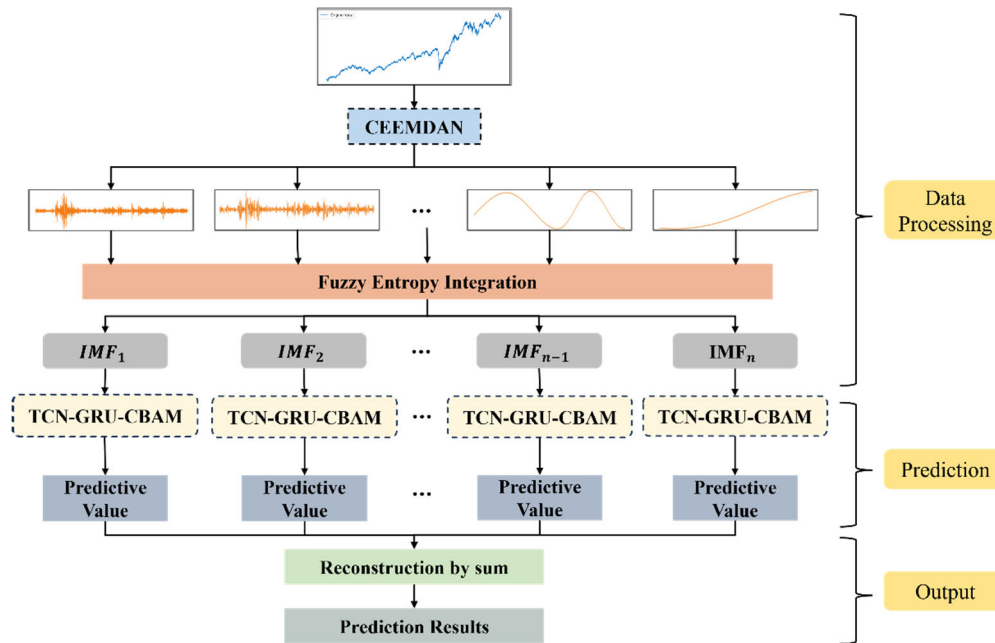 CEEMDAN
...
Data
Processing
Fuzzy Entropy Integration
IMF₁
IMF₂
...
IMFₙ₋₁
IMFₙ
TCN-GRU-CBAM
TCN-GRU-CBAM
...
TCN-GRU-CBAM
TCN-GRU-CBAM
Prediction
Predictive
Value
Predictive
Value
...
Predictive
Value
Predictive
Value
Reconstruction by sum
Output
Prediction Results